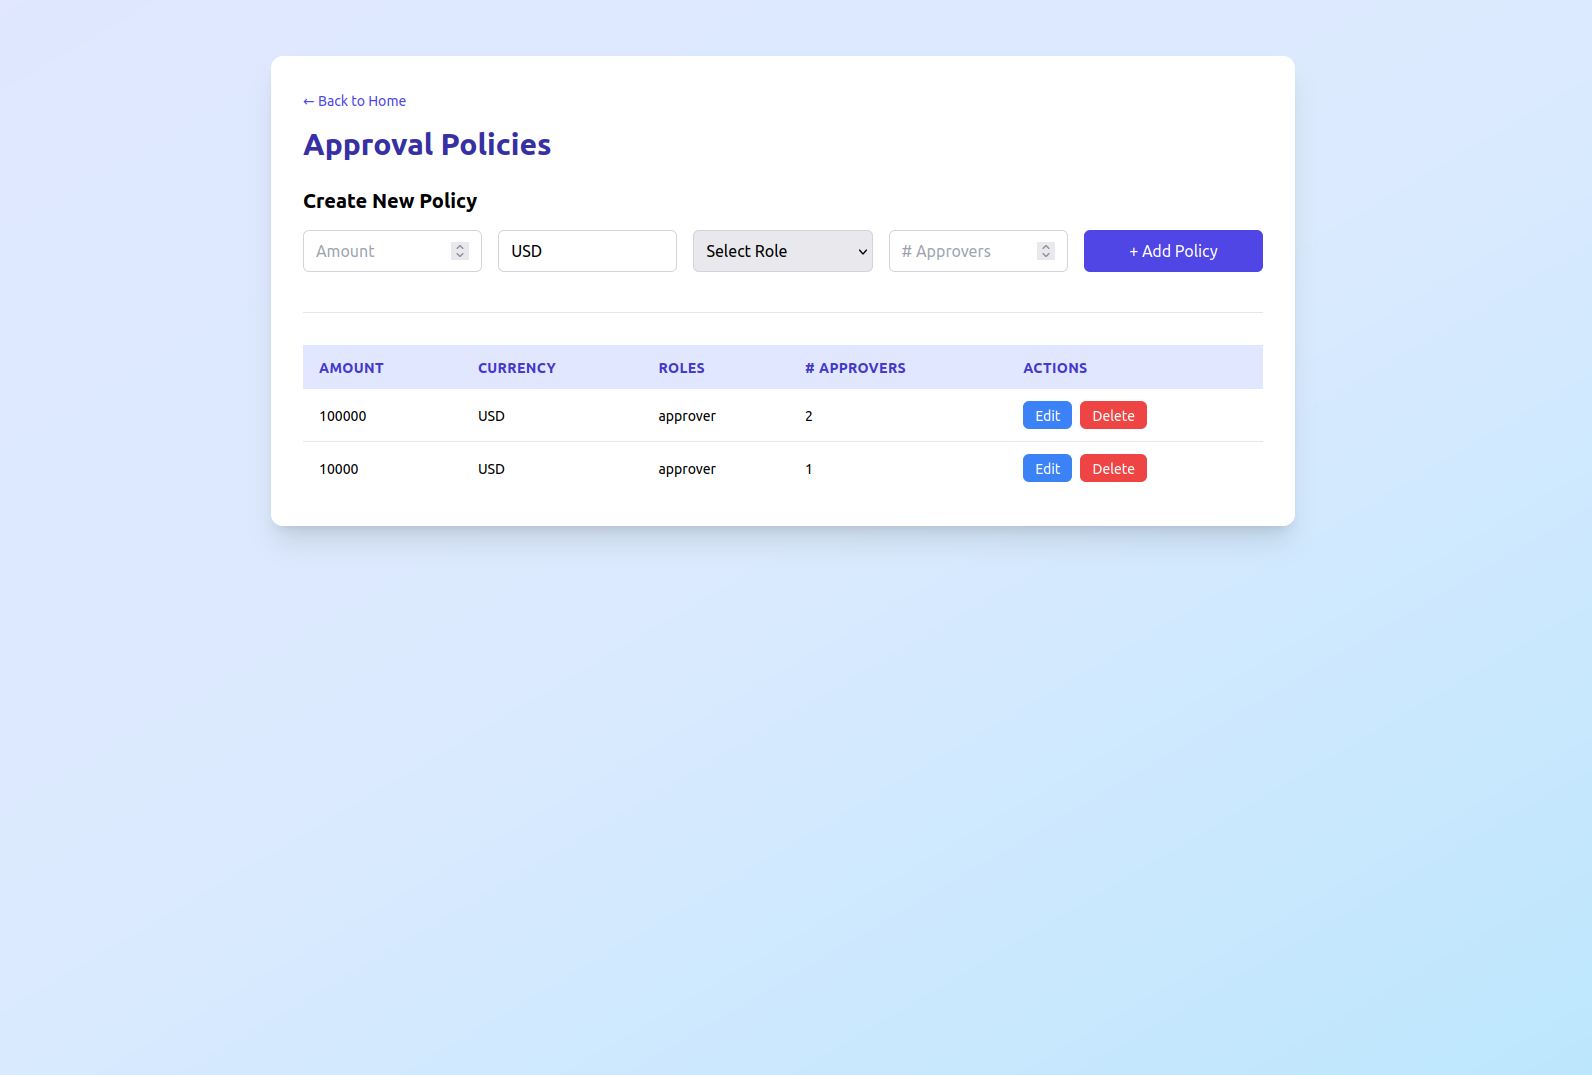 ← Back to Home
Approval Policies
Create New Policy
Amount USD Select Role # Approvers + Add Policy
AMOUNT CURRENCY ROLES # APPROVERS ACTIONS
100000 USD approver 2 Edit Delete
10000 USD approver 1 Edit Delete